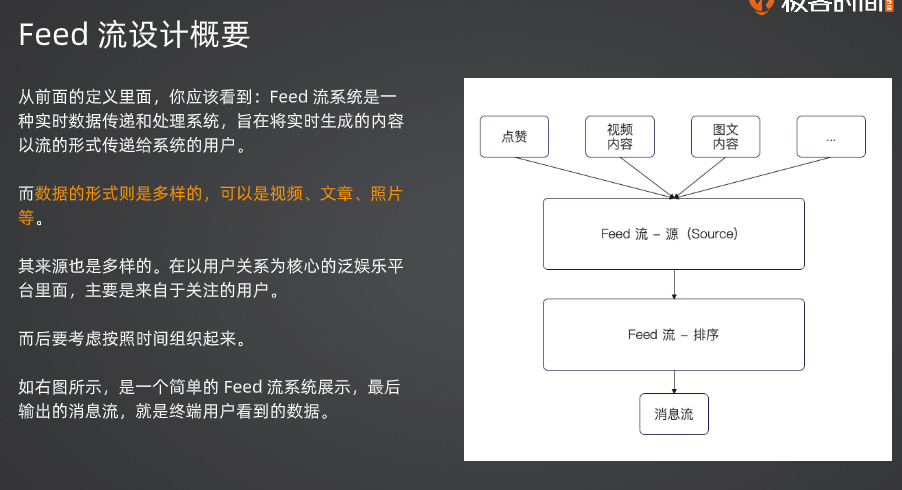 极客时间
Feed 流设计概要
从前面的定义里面，你应该看到：Feed 流系统是一
种实时数据传递和处理系统，旨在将实时生成的内容
以流的形式传递给系统的用户。
而数据的形式则是多样的，可以是视频、文章、照片
等。
其来源也是多样的。在以用户关系为核心的泛娱乐平
台里面，主要是来自于关注的用户。
而后要考虑按照时间组织起来。
如右图所示，是一个简单的 Feed 流系统展示，最后
输出的消息流，就是终端用户看到的数据。
点赞
视频
内容
图文
内容
...
Feed 流 – 源（Source）
Feed 流 – 排序
消息流